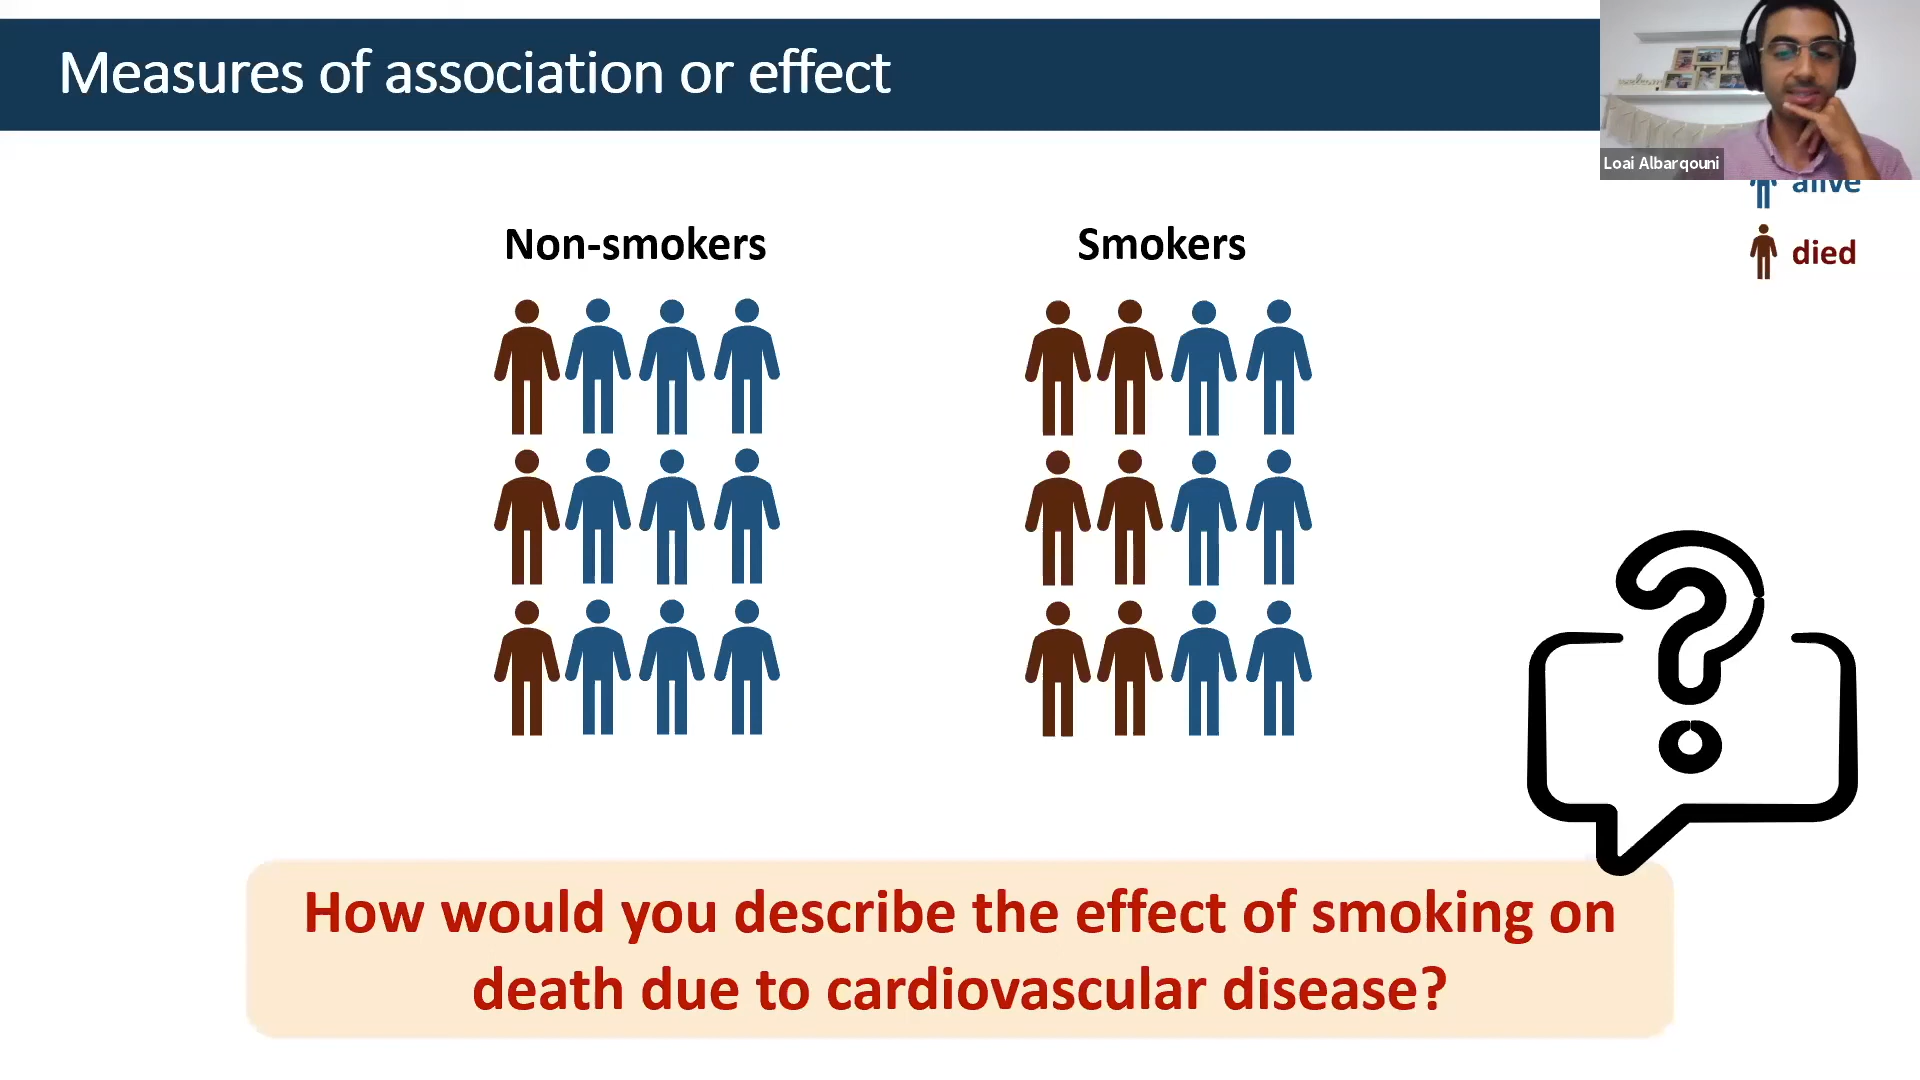 Measures of association or effect
Loai Albarqouni
alive
Non-smokers
Smokers
died
How would you describe the effect of smoking on
death due to cardiovascular disease?